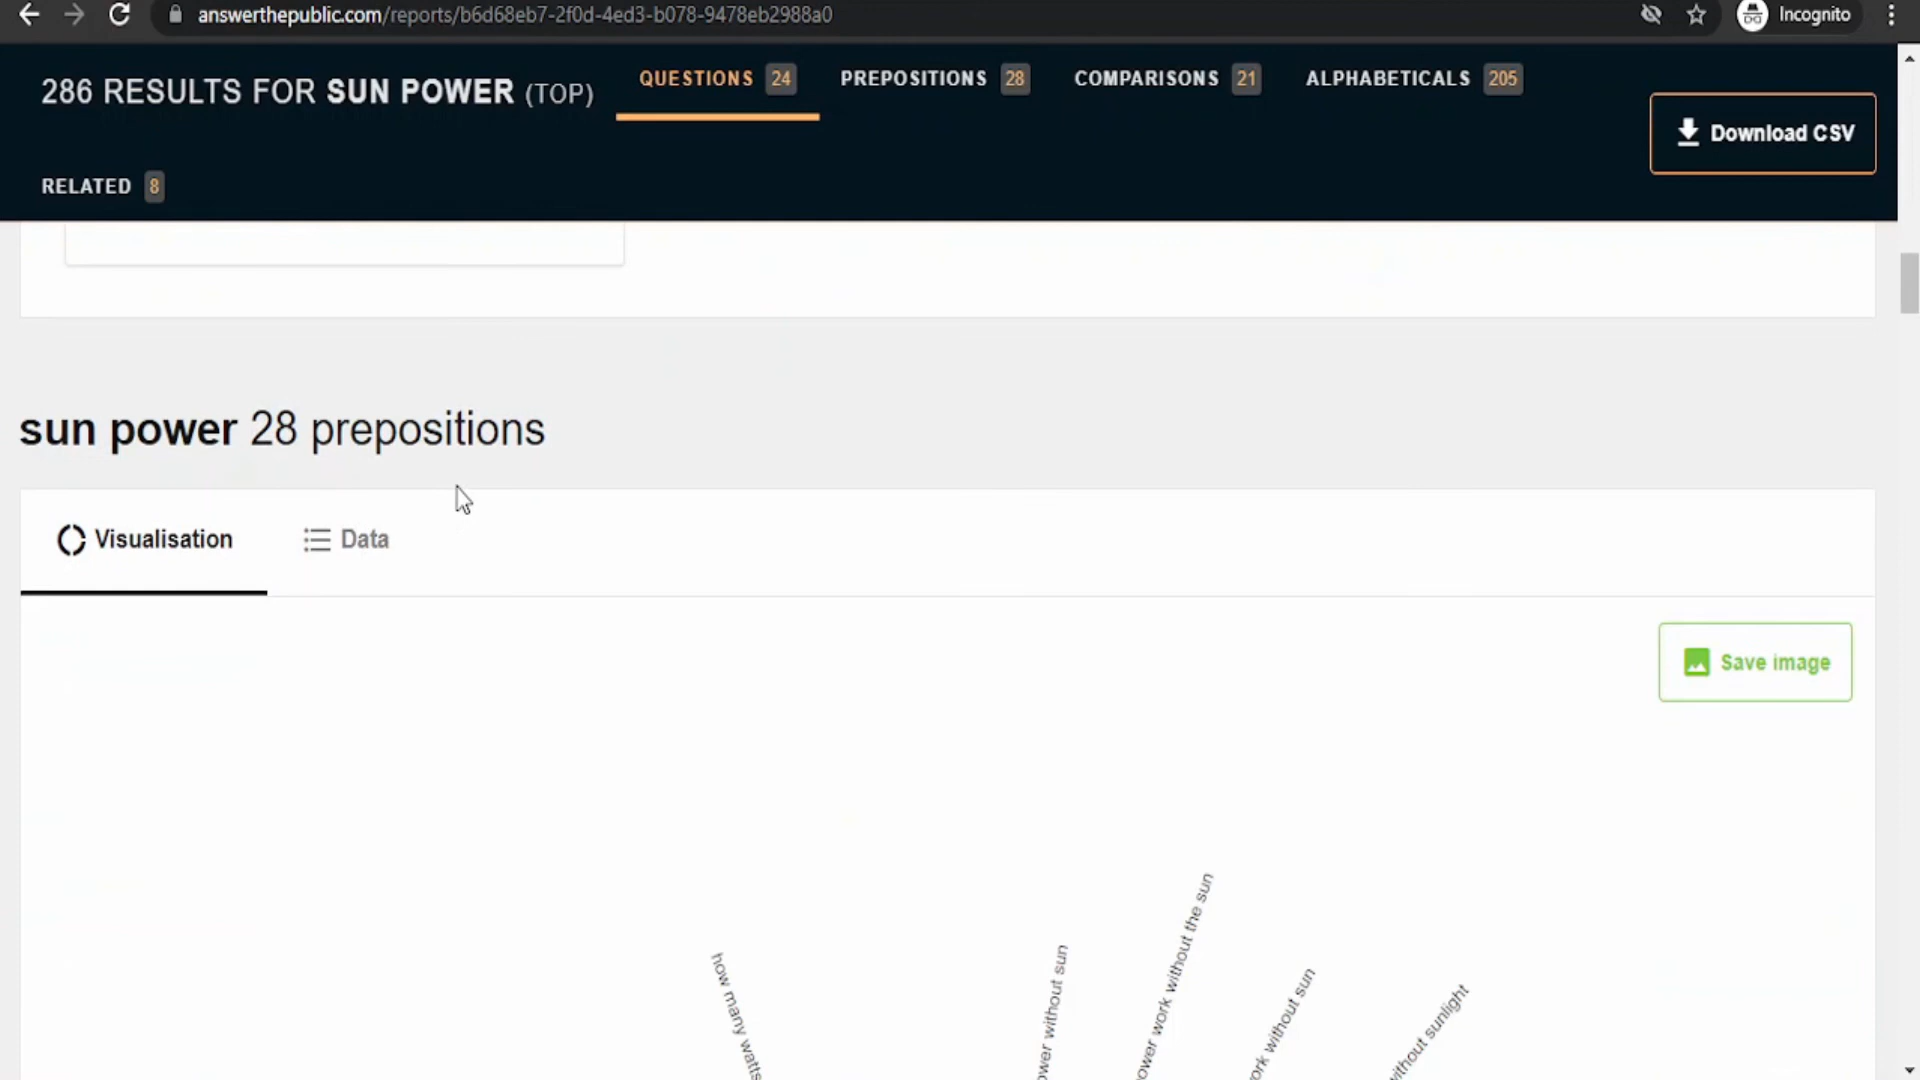 answerthepublic.com/reports/b6d68eb7-2f0d-4ed3-b078-9478eb2988a0
Incognito
286 RESULTS FOR SUN POWER (TOP)
QUESTIONS 24
PREPOSITIONS 28
COMPARISONS 21
ALPHABETICALS 205
Download CSV
RELATED 8
sun power 28 prepositions
Visualisation
Data
Save image
how many watts
ower without sun
ower work without the sun
ork without sun
without sunlight